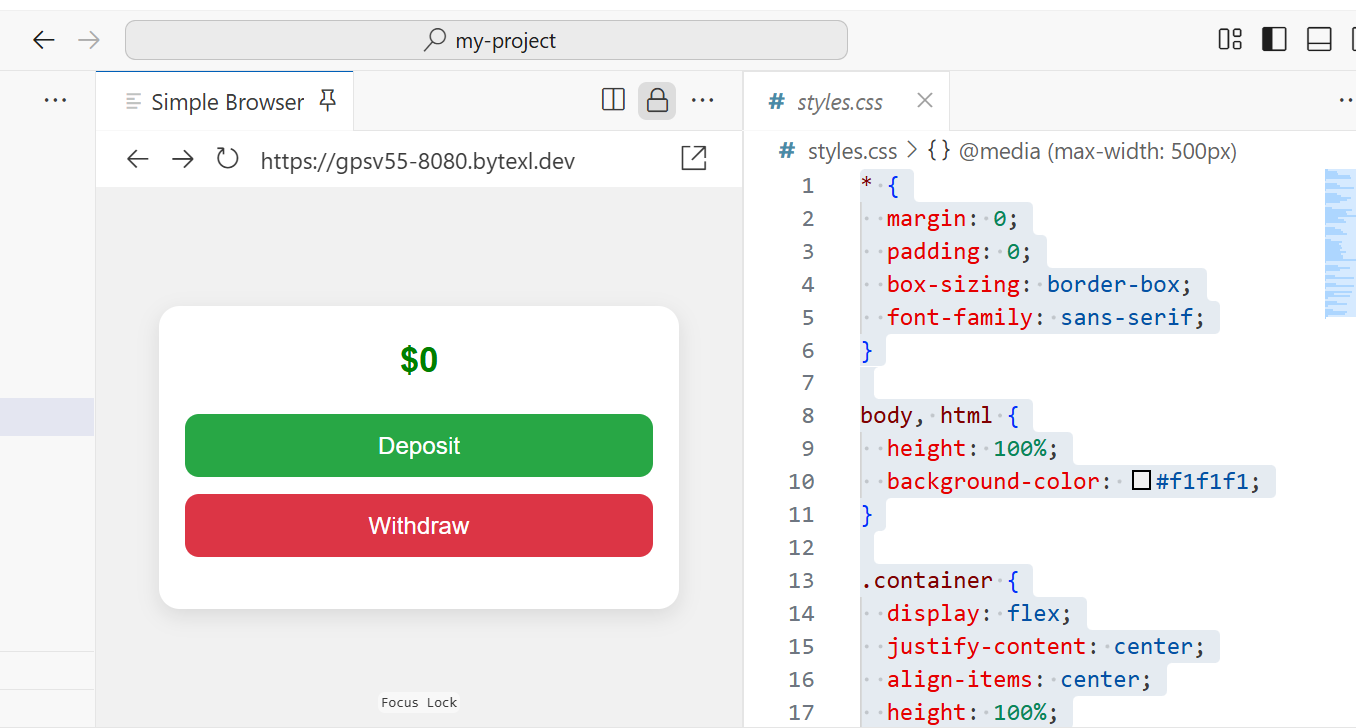 my-project
Simple Browser
styles.css
https://gpsv55-8080.bytexl.dev
# styles.css > {} @media (max-width: 500px)
$0
Deposit
Withdraw
Focus Lock
1 * {
2   margin: 0;
3   padding: 0;
4   box-sizing: border-box;
5   font-family: sans-serif;
6 }
7
8 body, html {
9   height: 100%;
10   background-color: #f1f1f1;
11 }
12
13 .container {
14   display: flex;
15   justify-content: center;
16   align-items: center;
17   height: 100%;